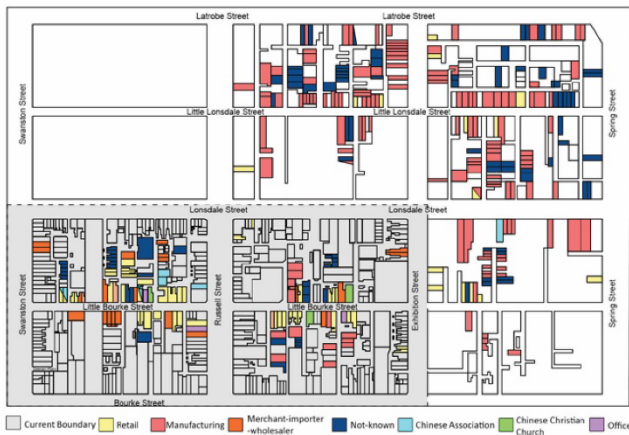 Latrobe Street
Latrobe Street
Swanston Street
Spring Street
Little Lonsdale Street
Little Lonsdale Street
Lonsdale Street
Lonsdale Street
Swanston Street
Russell Street
Exhibition Street
Spring Street
Little Bourke Street
Little Bourke Street
Bourke Street
Current Boundary
Retail
Manufacturing
Merchant-importer
-wholesaler
Not-known
Chinese Association
Chinese Christian
Church
Office